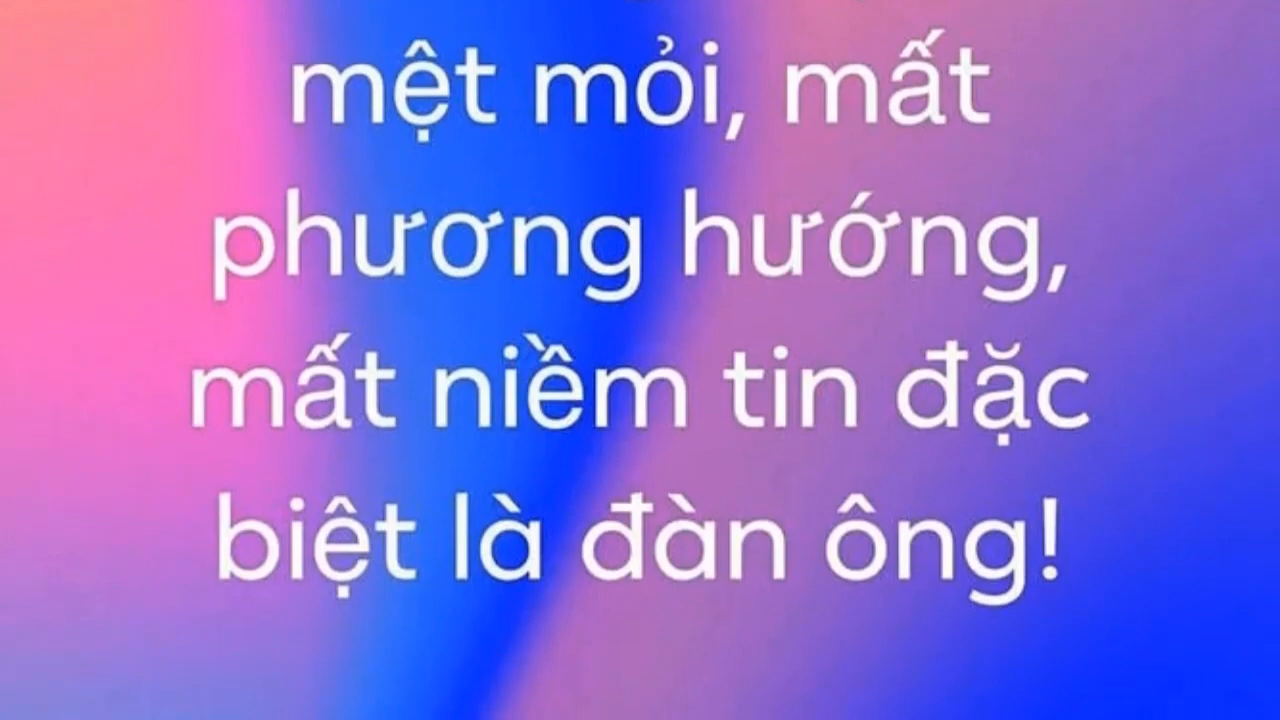 mệt mỏi, mất
phương hướng,
mất niềm tin đặc
biệt là đàn ông!